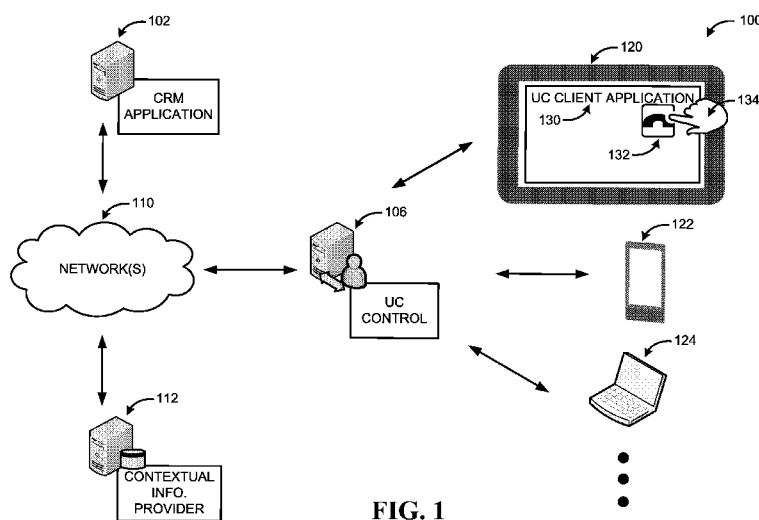 102
CRM
APPLICATION
100
120
UC CLIENT APPLICATION
130
132
134
110
NETWORK(S)
106
UC
CONTROL
122
124
112
CONTEXTUAL
INFO.
PROVIDER
FIG. 1